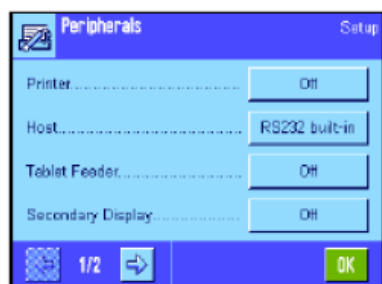 Peripherals
Setup
Printer.......................... Off
Host.............................. RS232 built-in
Tablet Feeder................... Off
Secondary Display............. Off
1/2
OK